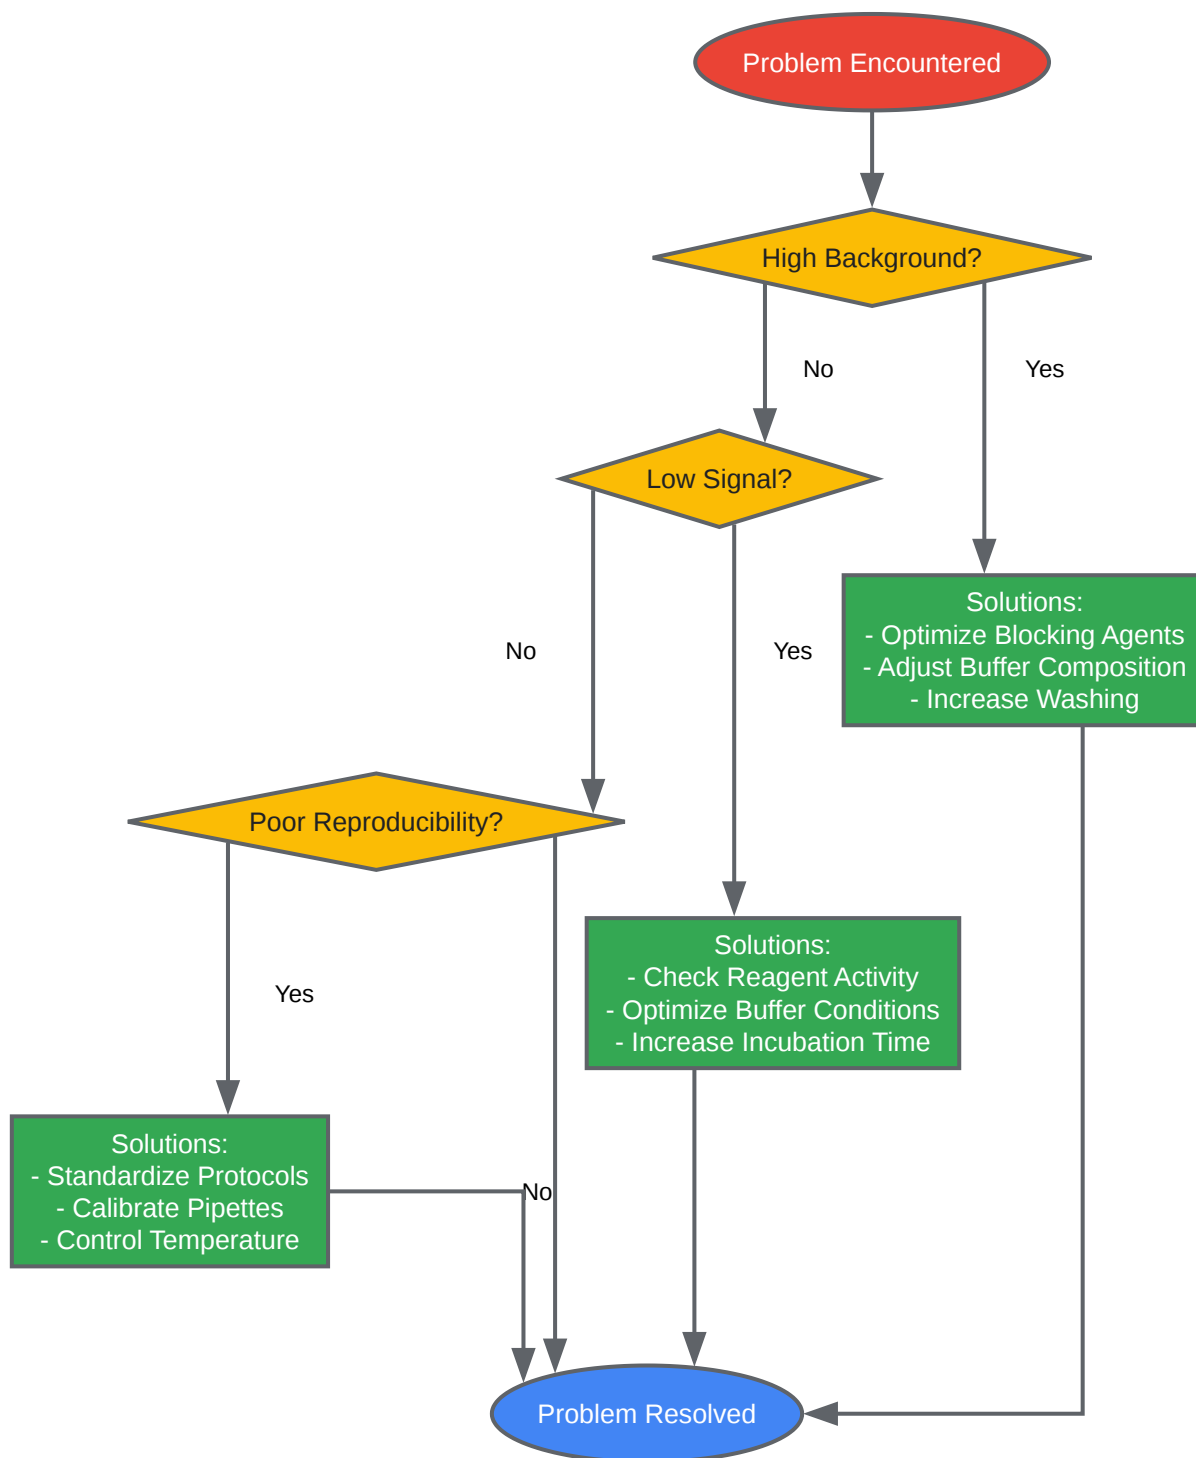 Problem Encountered
High Background?
No
Yes
Low Signal?
No
Yes
Solutions:
- Optimize Blocking Agents
- Adjust Buffer Composition
- Increase Washing
Poor Reproducibility?
Yes
No
Solutions:
- Check Reagent Activity
- Optimize Buffer Conditions
- Increase Incubation Time
Solutions:
- Standardize Protocols
- Calibrate Pipettes
- Control Temperature
Problem Resolved